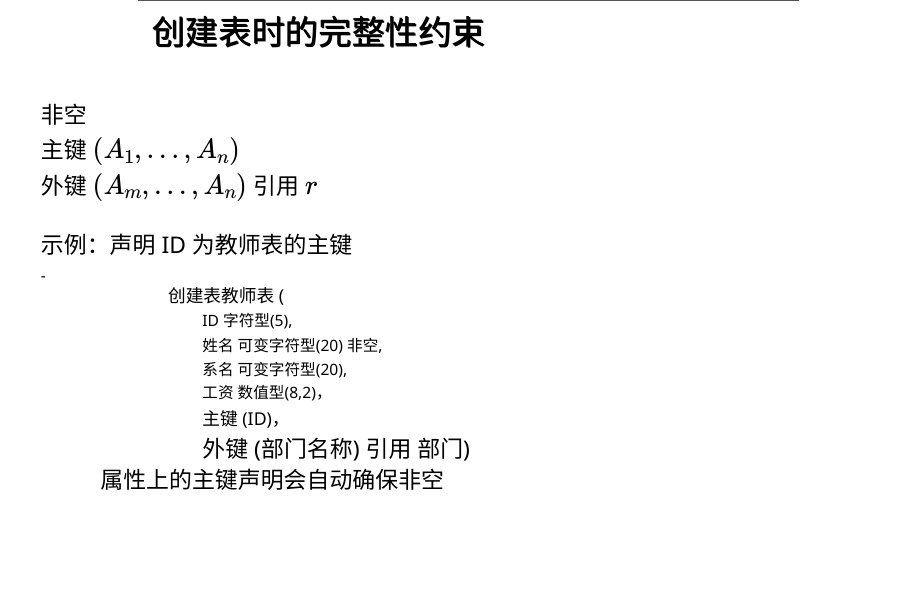 创建表时的完整性约束
非空
主键 (A₁, . . . , Aₙ)
外键 (Aₘ, . . . , Aₙ) 引用 r
示例：声明 ID 为教师表的主键
-
创建表教师表 (
ID 字符型(5),
姓名 可变字符型(20) 非空,
系名 可变字符型(20),
工资 数值型(8,2)，
主键 (ID)，
外键 (部门名称) 引用 部门)
属性上的主键声明会自动确保非空